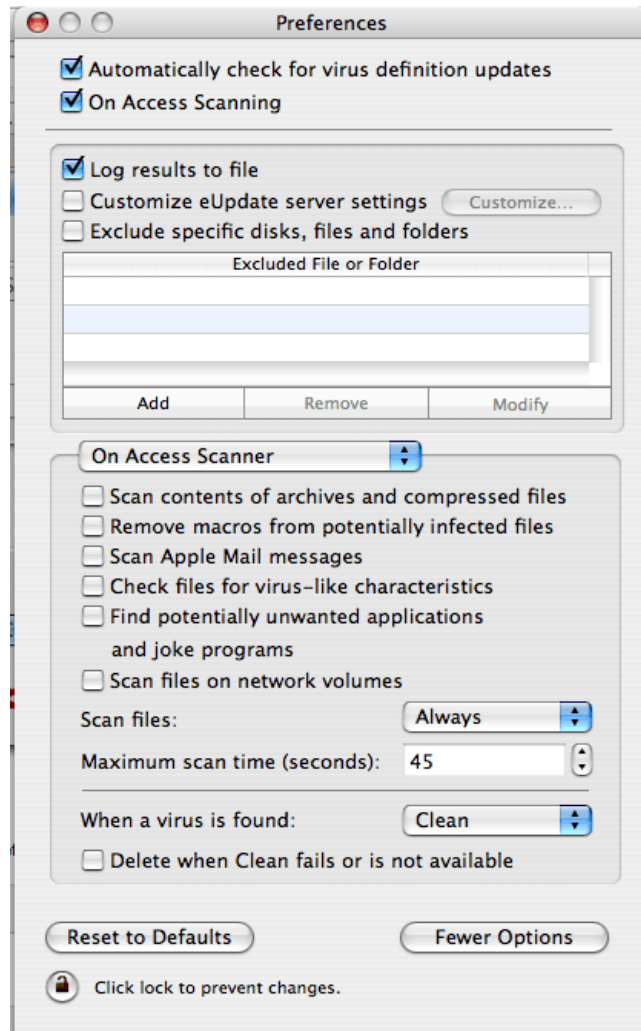 Preferences
Automatically check for virus definition updates
On Access Scanning
Log results to file
Customize eUpdate server settings Customize...
Exclude specific disks, files and folders
Excluded File or Folder
Add Remove Modify
On Access Scanner
Scan contents of archives and compressed files
Remove macros from potentially infected files
Scan Apple Mail messages
Check files for virus-like characteristics
Find potentially unwanted applications
and joke programs
Scan files on network volumes
Scan files: Always
Maximum scan time (seconds): 45
When a virus is found: Clean
Delete when Clean fails or is not available
Reset to Defaults Fewer Options
Click lock to prevent changes.